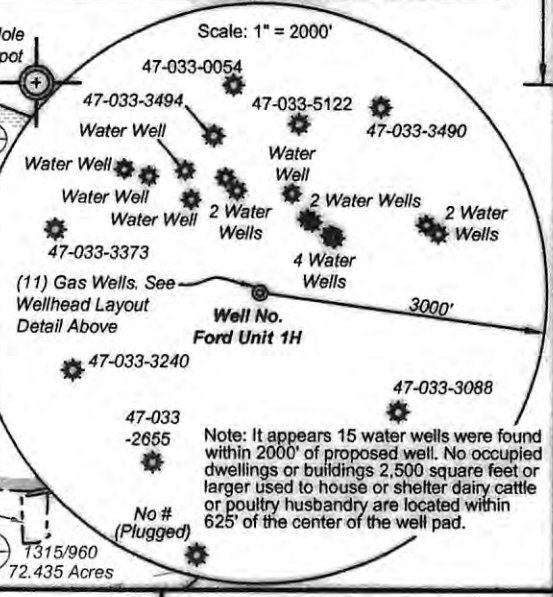 Hole
pot
Scale: 1" = 2000'
47-033-0054
47-033-3494
47-033-5122
47-033-3490
Water Well
Water Well
Water
Well
Water Well
Water Well
2 Water
Wells
2 Water Wells
2 Water
Wells
4 Water
Wells
47-033-3373
(11) Gas Wells. See
Wellhead Layout
Detail Above
Well No.
Ford Unit 1H
3000'
47-033-3240
47-033-3088
47-033
-2655
Note: It appears 15 water wells were found
within 2000' of proposed well. No occupied
dwellings or buildings 2,500 square feet or
larger used to house or shelter dairy cattle
or poultry husbandry are located within
625' of the center of the well pad.
No #
(Plugged)
1315/960
72.435 Acres